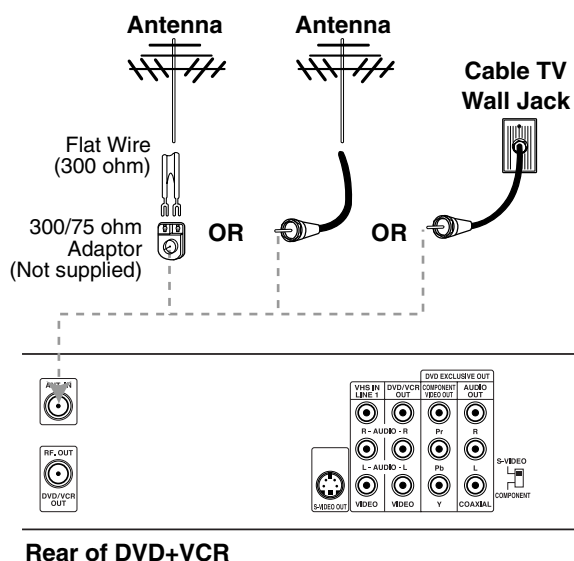 Antenna
Antenna
Cable TV
Wall Jack
Flat Wire
(300 ohm)
300/75 ohm
Adaptor
(Not supplied)
OR
OR
ANT. IN
RF. OUT
DVD/VCR
OUT
DVD EXCLUSIVE OUT
VHS IN
LINE 1
DVD/VCR
OUT
COMPONENT
VIDEO OUT
AUDIO
OUT
R - AUDIO - R
Pr
R
L - AUDIO - L
Pb
L
S-VIDEO OUT
VIDEO
VIDEO
Y
COAXIAL
S-VIDEO
COMPONENT
Rear of DVD+VCR